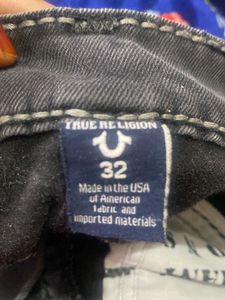 TRUE RELIGION
32
Made in the USA
of American
fabric and
imported materials